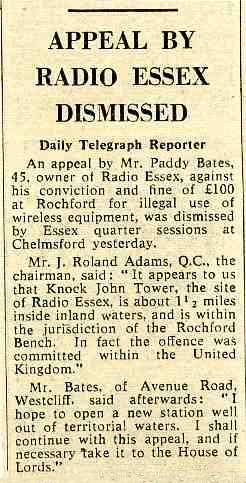 APPEAL BY
RADIO ESSEX
DISMISSED
Daily Telegraph Reporter
An appeal by Mr. Paddy Bates,
45, owner of Radio Essex, against
his conviction and fine of £100
at Rochford for illegal use of
wireless equipment, was dismissed
by Essex quarter sessions at
Chelmsford yesterday.
Mr. J. Roland Adams, Q.C., the
chairman, said: "It appears to us
that Knock John Tower, the site
of Radio Essex, is about 1½ miles
inside inland waters, and is within
the jurisdiction of the Rochford
Bench. In fact the offence was
committed within the United
Kingdom."
Mr. Bates, of Avenue Road,
Westcliff, said afterwards: "I
hope to open a new station well
out of territorial waters. I shall
continue with this appeal, and if
necessary take it to the House of
Lords."